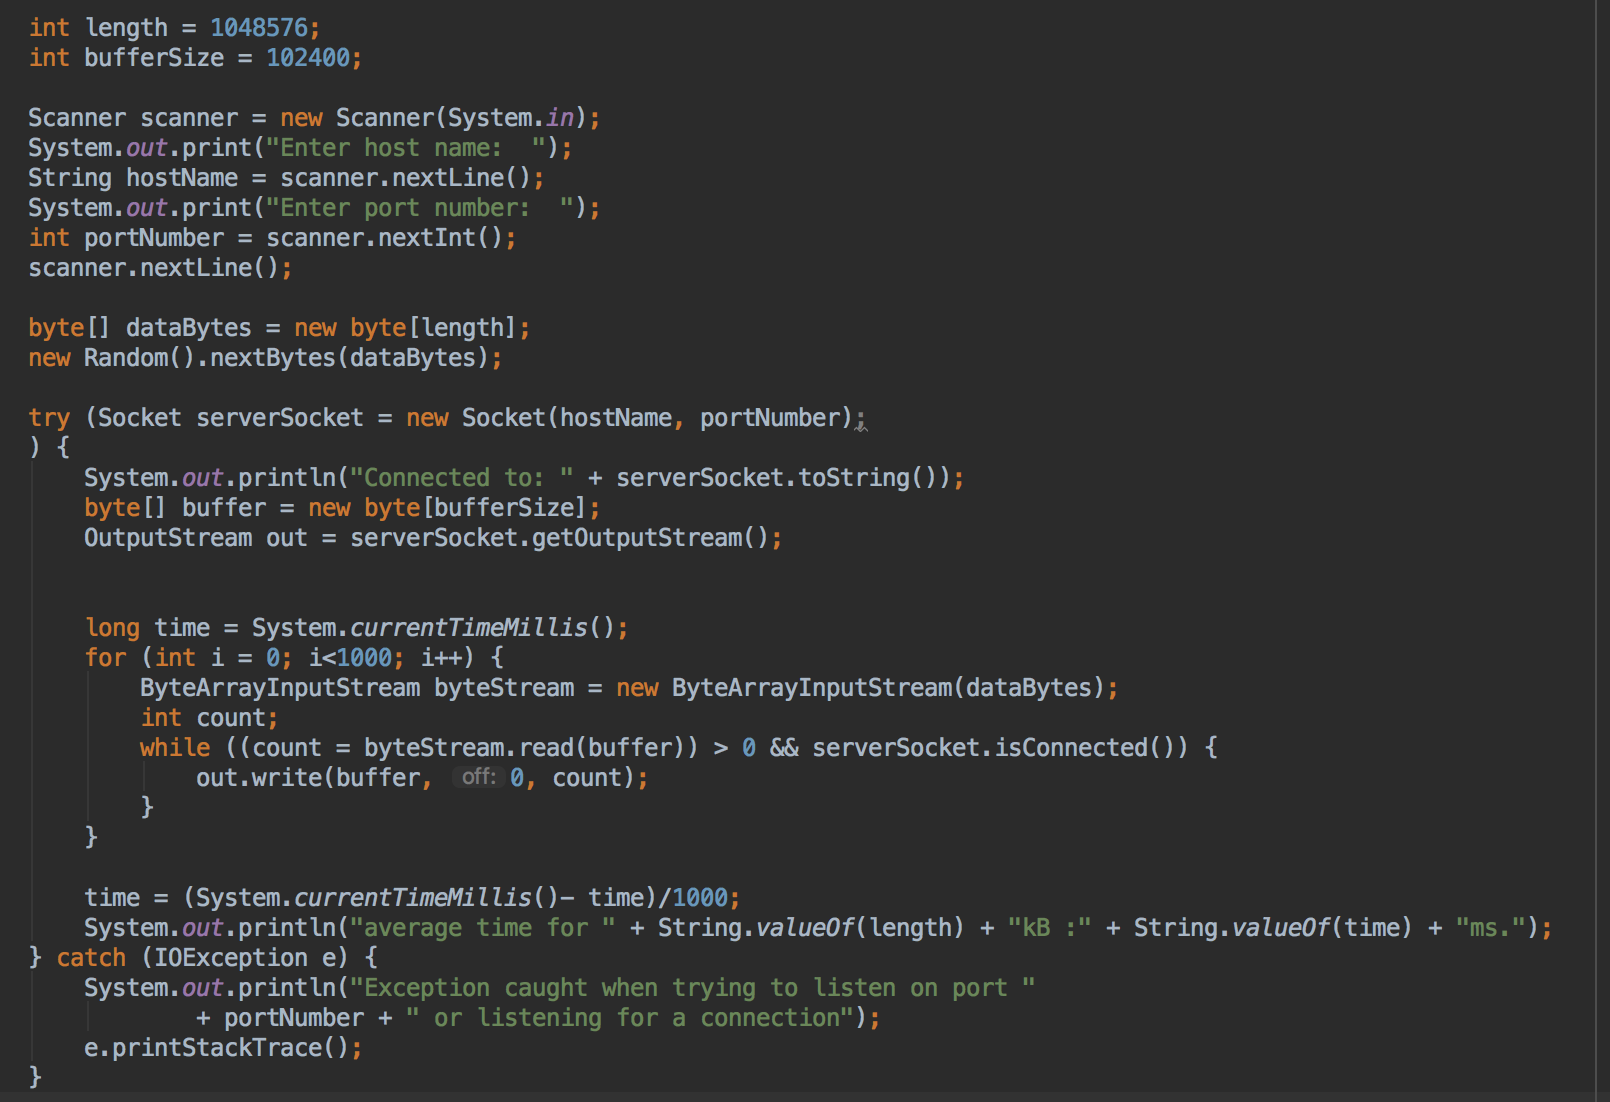 int length = 1048576;
int bufferSize = 102400;
Scanner scanner = new Scanner(System.in);
System.out.print("Enter host name:  ");
String hostName = scanner.nextLine();
System.out.print("Enter port number:  ");
int portNumber = scanner.nextInt();
scanner.nextLine();
byte[] dataBytes = new byte[length];
new Random().nextBytes(dataBytes);
try (Socket serverSocket = new Socket(hostName, portNumber);
) {
System.out.println("Connected to: " + serverSocket.toString());
byte[] buffer = new byte[bufferSize];
OutputStream out = serverSocket.getOutputStream();
long time = System.currentTimeMillis();
for (int i = 0; i<1000; i++) {
ByteArrayInputStream byteStream = new ByteArrayInputStream(dataBytes);
int count;
while ((count = byteStream.read(buffer)) > 0 && serverSocket.isConnected()) {
out.write(buffer, off: 0, count);
}
}
time = (System.currentTimeMillis()- time)/1000;
System.out.println("average time for " + String.valueOf(length) + "kB :" + String.valueOf(time) + "ms.");
} catch (IOException e) {
System.out.println("Exception caught when trying to listen on port "
+ portNumber + " or listening for a connection");
e.printStackTrace();
}